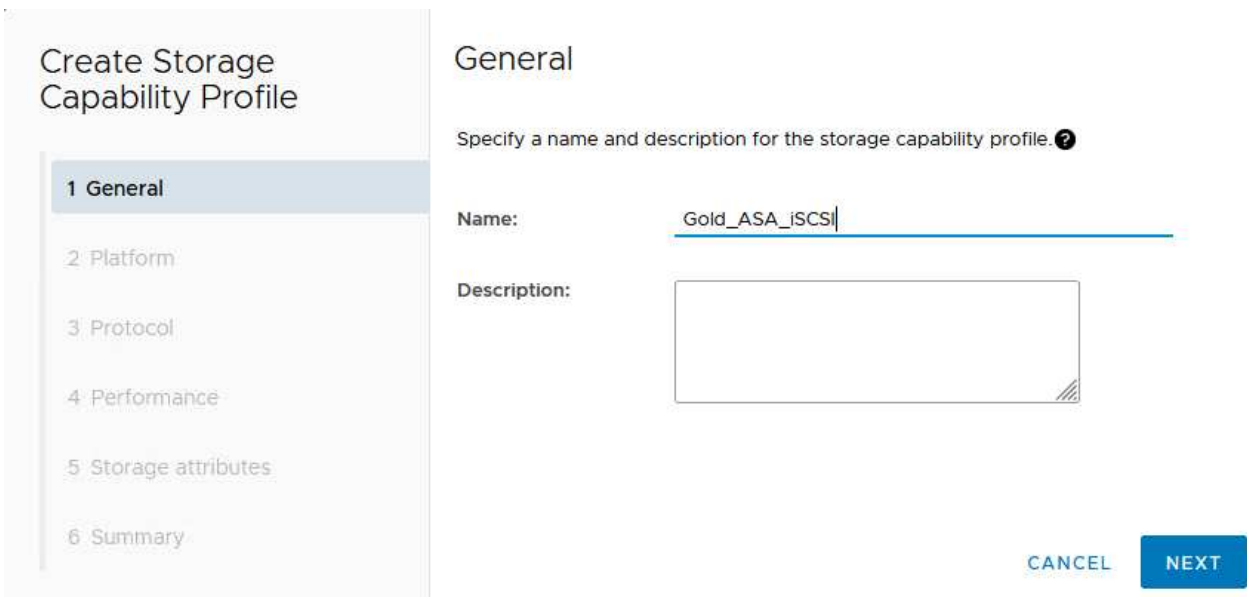 Create Storage
Capability Profile
1 General
2 Platform
3 Protocol
4 Performance
5 Storage attributes
6 Summary
General
Specify a name and description for the storage capability profile.?
Name:
Gold_ASA_iSCSI
Description:
CANCEL
NEXT